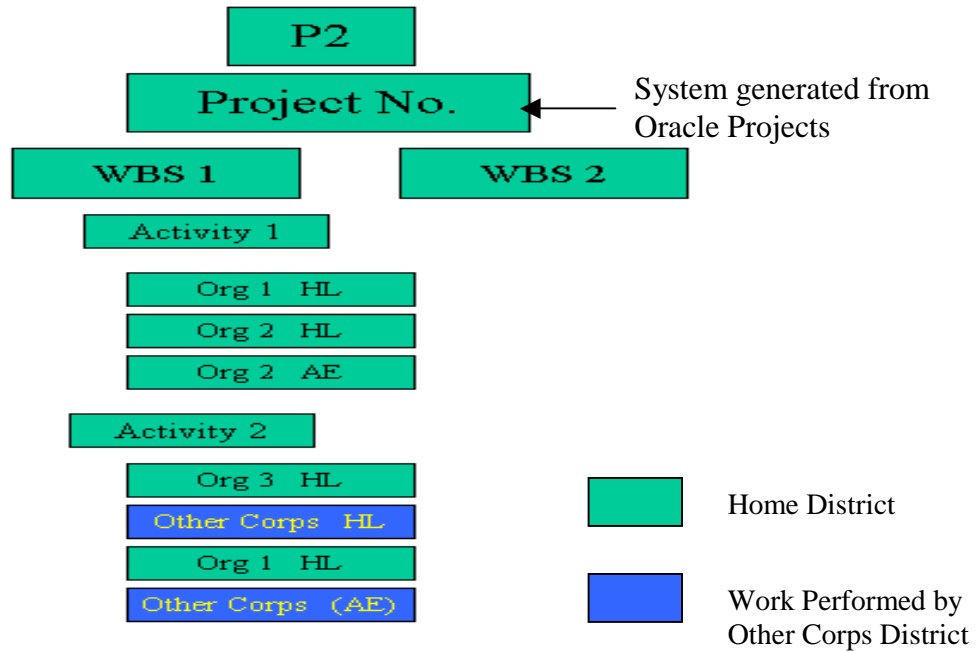 P2
Project No.
System generated from
Oracle Projects
WBS 1
WBS 2
Activity 1
Org 1 HL
Org 2 HL
Org 2 AE
Activity 2
Org 3 HL
Other Corps HL
Org 1 HL
Other Corps (AE)
Home District
Work Performed by
Other Corps District